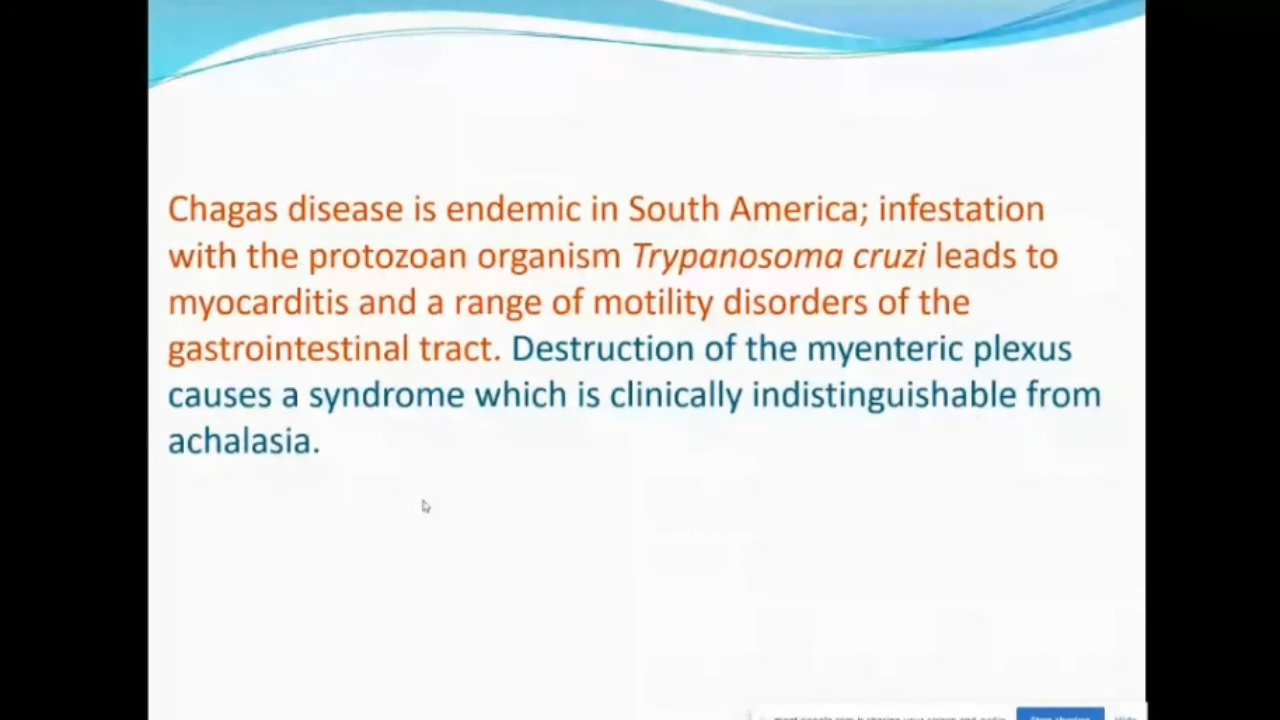 Chagas disease is endemic in South America; infestation
with the protozoan organism Trypanosoma cruzi leads to
myocarditis and a range of motility disorders of the
gastrointestinal tract. Destruction of the myenteric plexus
causes a syndrome which is clinically indistinguishable from
achalasia.